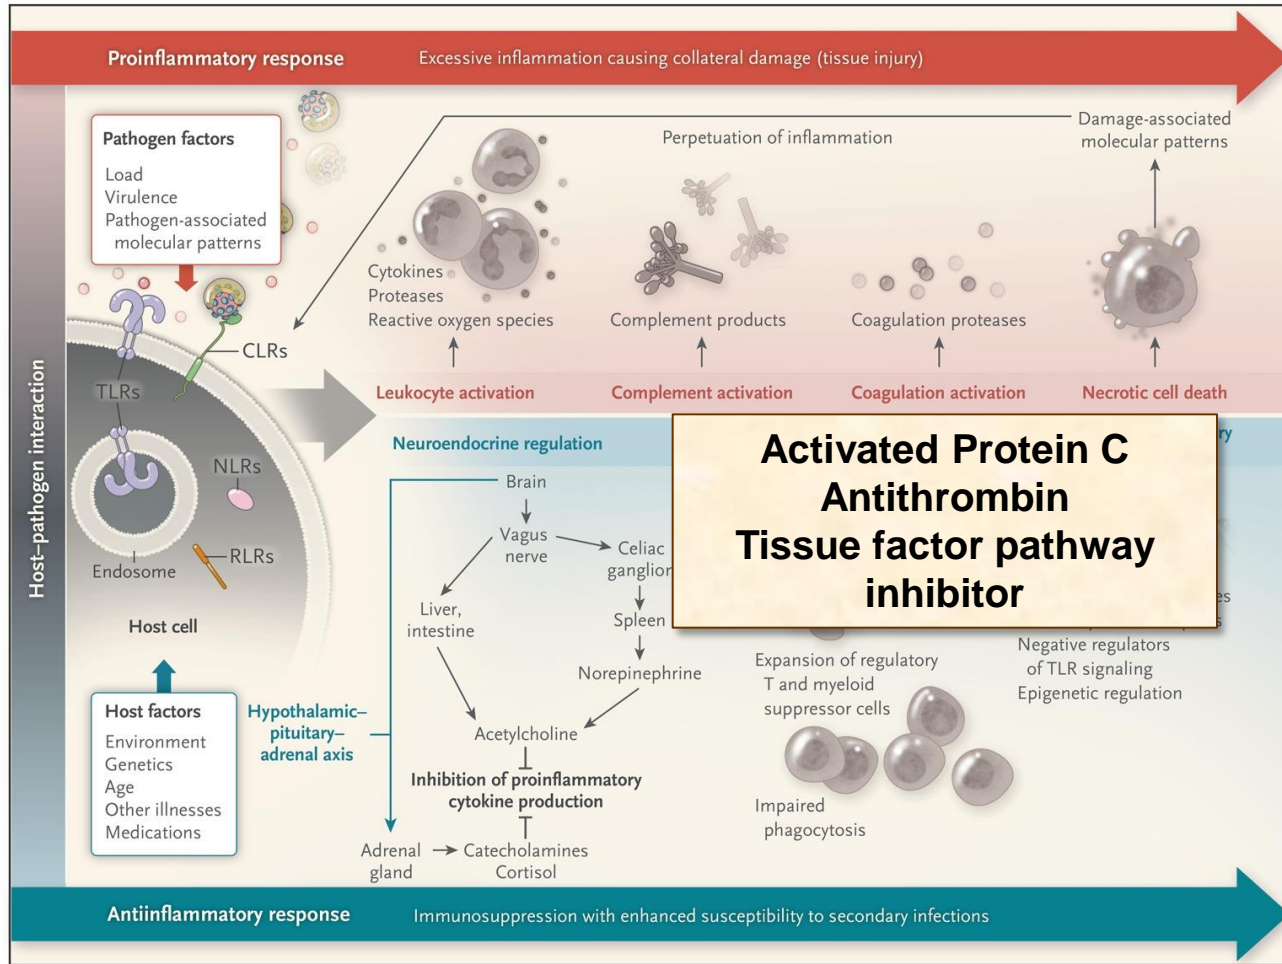 Proinflammatory response
Excessive inflammation causing collateral damage (tissue injury)
Host–pathogen interaction
Pathogen factors
Load
Virulence
Pathogen-associated
molecular patterns
Perpetuation of inflammation
Damage-associated
molecular patterns
Cytokines
Proteases
Reactive oxygen species
Complement products
Coagulation proteases
CLRs
TLRs
NLRs
RLRs
Endosome
Host cell
Leukocyte activation
Complement activation
Coagulation activation
Necrotic cell death
Neuroendocrine regulation
Activated Protein C
Antithrombin
Tissue factor pathway
inhibitor
Brain
Vagus
nerve
Celiac
ganglion
Liver,
intestine
Spleen
Norepinephrine
Hypothalamic–
pituitary–
adrenal axis
Acetylcholine
Inhibition of proinflammatory
cytokine production
Adrenal
gland
Catecholamines
Cortisol
Expansion of regulatory
T and myeloid
suppressor cells
Impaired
phagocytosis
Negative regulators
of TLR signaling
Epigenetic regulation
Host factors
Environment
Genetics
Age
Other illnesses
Medications
Antiinflammatory response
Immunosuppression with enhanced susceptibility to secondary infections